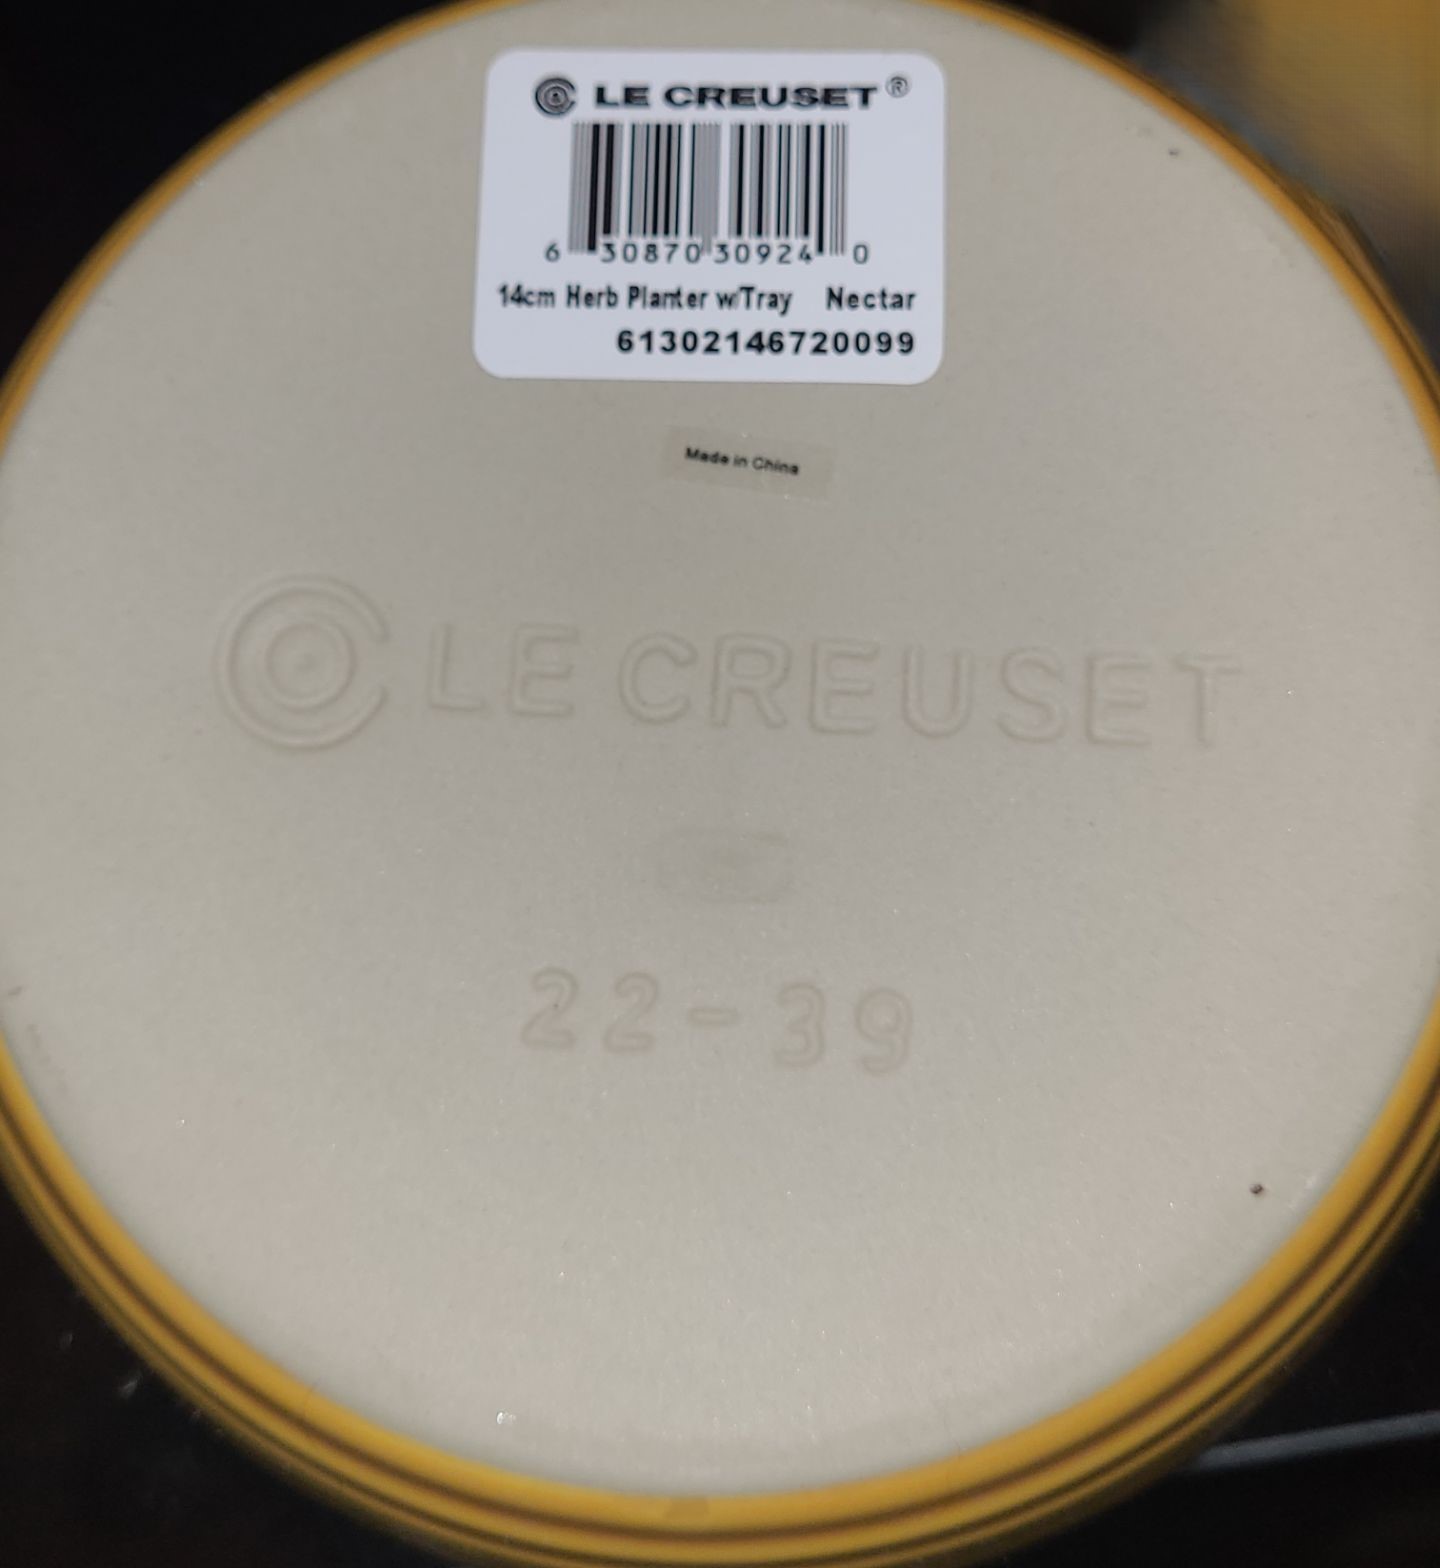 LE CREUSET®
6 30870 30924 0
14cm Herb Planter w/Tray Nectar
61302146720099
Made in China
LE CREUSET
22-39